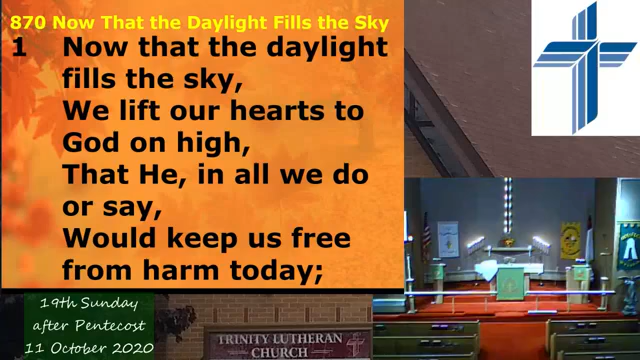 870 Now That the Daylight Fills the Sky
1 Now that the daylight
fills the sky,
We lift our hearts to
God on high,
That He, in all we do
or say,
Would keep us free
from harm today;
19th Sunday
after Pentecost
11 October 2020
TRINITY LUTHERAN
CHURCH